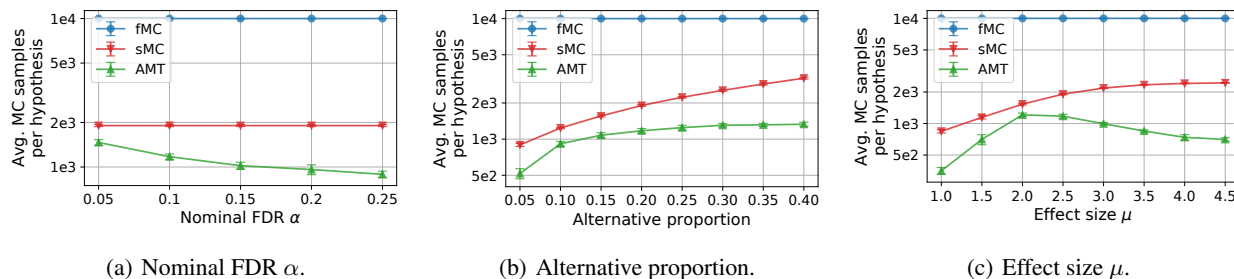 1e4
5e3
2e3
1e3
Avg. MC samples
per hypothesis
fMC
sMC
AMT
0.05
0.1
0.15
0.2
0.25
Nominal FDR α
(a) Nominal FDR α.
1e4
5e3
2e3
1e3
5e2
Avg. MC samples
per hypothesis
fMC
sMC
AMT
0.05 0.10 0.15 0.20 0.25 0.30 0.35 0.40
Alternative proportion
(b) Alternative proportion.
1e4
5e3
2e3
1e3
5e2
Avg. MC samples
per hypothesis
fMC
sMC
AMT
1.0 1.5 2.0 2.5 3.0 3.5 4.0 4.5
Effect size μ
(c) Effect size μ.